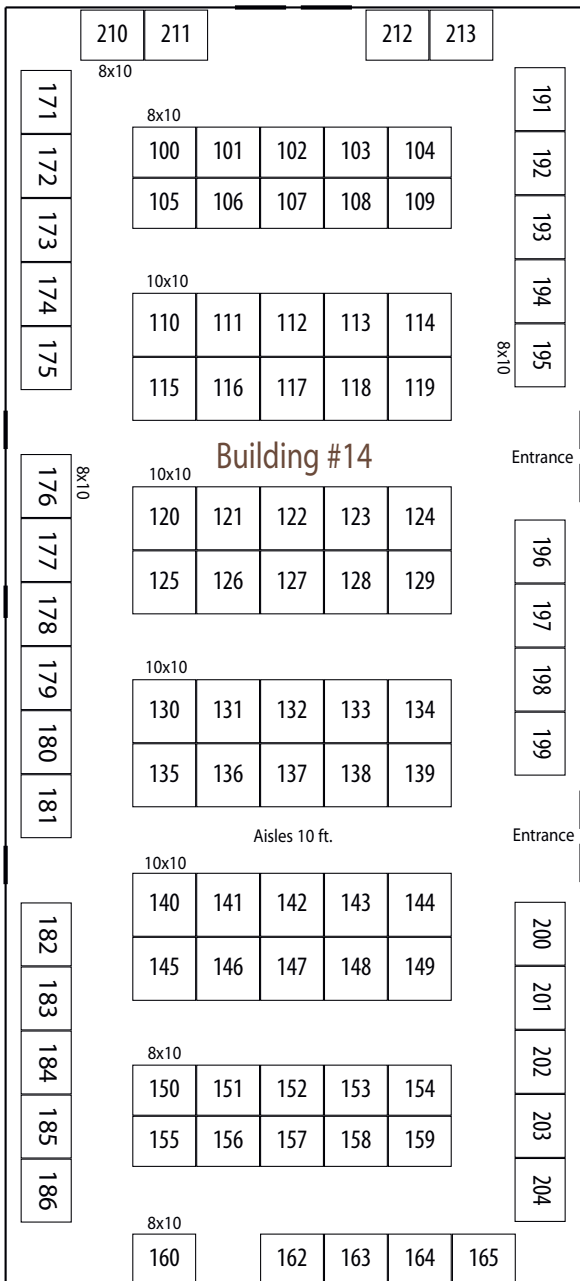 210 211 212 213
8x10
171
172
173
174
175
8x10
100 101 102 103 104
105 106 107 108 109
191
192
193
194
195
8x10
10x10
110 111 112 113 114
115 116 117 118 119
Building #14
Entrance
176
177
178
179
180
181
8x10
10x10
120 121 122 123 124
125 126 127 128 129
196
197
198
199
10x10
130 131 132 133 134
135 136 137 138 139
Aisles 10 ft.
Entrance
10x10
140 141 142 143 144
145 146 147 148 149
182
183
184
185
186
200
201
202
203
204
8x10
150 151 152 153 154
155 156 157 158 159
8x10
160 162 163 164 165